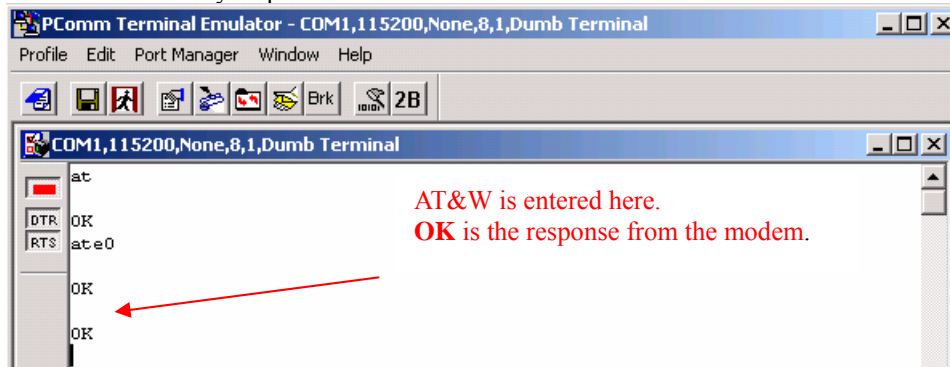 PComm Terminal Emulator - COM1,115200,None,8,1,Dumb Terminal
Profile Edit Port Manager Window Help
Brk 2B
COM1,115200,None,8,1,Dumb Terminal
at
AT&W is entered here.
DTR OK
OK is the response from the modem.
RTS ate0
OK
OK